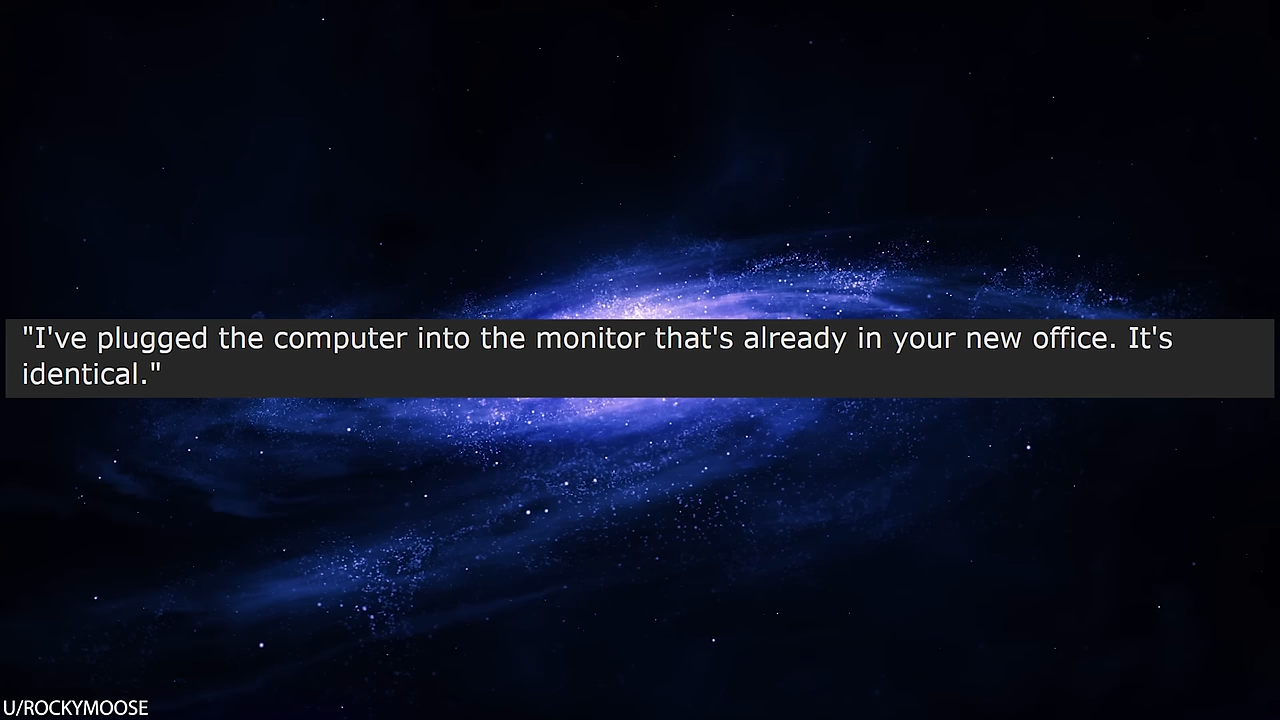 "I've plugged the computer into the monitor that's already in your new office. It's
identical."
U/ROCKYMOOSE